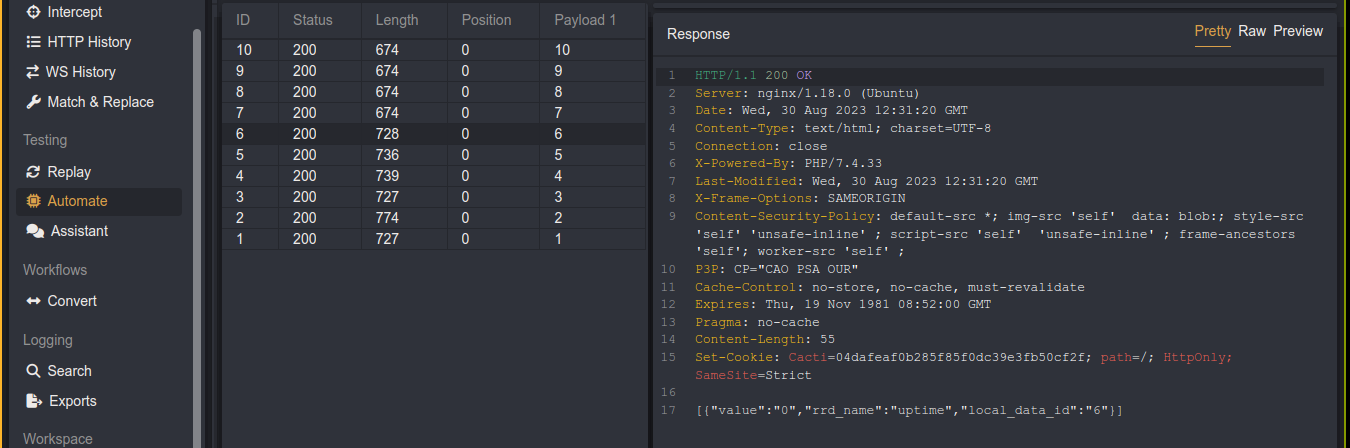 Intercept
HTTP History
WS History
Match & Replace
Testing
Replay
Automate
Assistant
Workflows
Convert
Logging
Search
Exports
Workspace
ID Status Length Position Payload 1
10 200 674 0 10
9 200 674 0 9
8 200 674 0 8
7 200 674 0 7
6 200 728 0 6
5 200 736 0 5
4 200 739 0 4
3 200 727 0 3
2 200 774 0 2
1 200 727 0 1
Response Pretty Raw Preview
1 HTTP/1.1 200 OK
2 Server: nginx/1.18.0 (Ubuntu)
3 Date: Wed, 30 Aug 2023 12:31:20 GMT
4 Content-Type: text/html; charset=UTF-8
5 Connection: close
6 X-Powered-By: PHP/7.4.33
7 Last-Modified: Wed, 30 Aug 2023 12:31:20 GMT
8 X-Frame-Options: SAMEORIGIN
9 Content-Security-Policy: default-src *; img-src 'self'  data: blob:; style-src
'self' 'unsafe-inline' ; script-src 'self'  'unsafe-inline' ; frame-ancestors
'self'; worker-src 'self' ;
10 P3P: CP="CAO PSA OUR"
11 Cache-Control: no-store, no-cache, must-revalidate
12 Expires: Thu, 19 Nov 1981 08:52:00 GMT
13 Pragma: no-cache
14 Content-Length: 55
15 Set-Cookie: Cacti=04dafeaf0b285f85f0dc39e3fb50cf2f; path=/; HttpOnly;
SameSite=Strict
16
17 [{"value":"0","rrd_name":"uptime","local_data_id":"6"}]